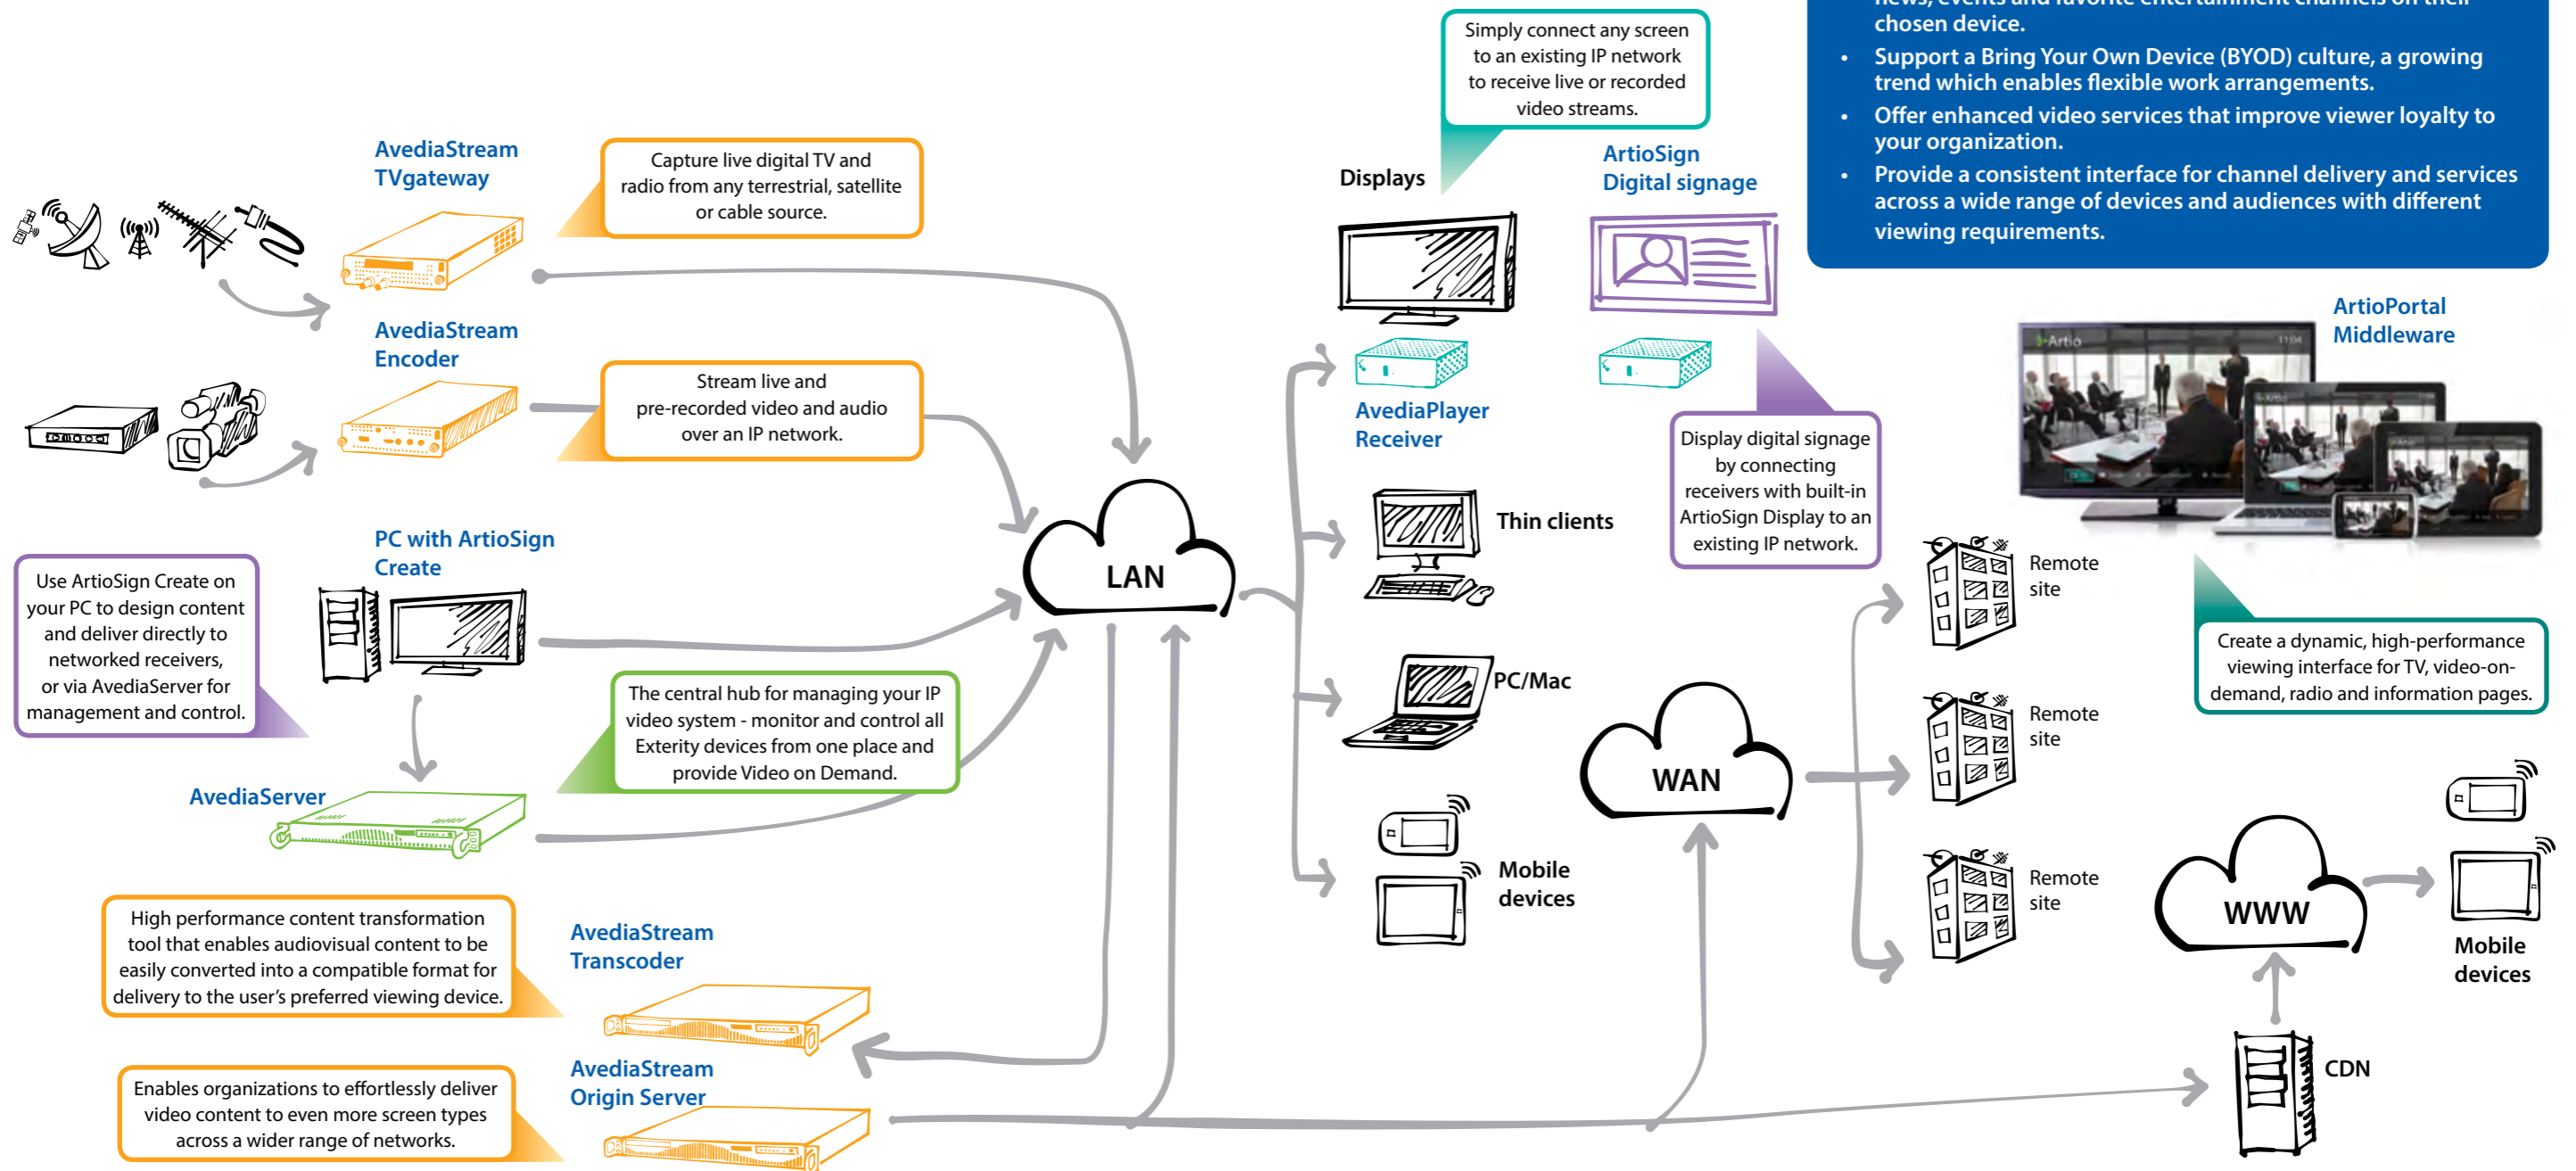 news, events and favorite entertainment channels on their
chosen device.
• Support a Bring Your Own Device (BYOD) culture, a growing
trend which enables flexible work arrangements.
• Offer enhanced video services that improve viewer loyalty to
your organization.
• Provide a consistent interface for channel delivery and services
across a wide range of devices and audiences with different
viewing requirements.
Simply connect any screen
to an existing IP network
to receive live or recorded
video streams.
AvediaStream
TVgateway
Capture live digital TV and
radio from any terrestrial, satellite
or cable source.
Displays
ArtioSign
Digital signage
AvediaStream
Encoder
Stream live and
pre-recorded video and audio
over an IP network.
AvediaPlayer
Receiver
Display digital signage
by connecting
receivers with built-in
ArtioSign Display to an
existing IP network.
ArtioPortal
Middleware
Artio
11:04
PC with ArtioSign
Create
Use ArtioSign Create on
your PC to design content
and deliver directly to
networked receivers,
or via AvediaServer for
management and control.
LAN
Thin clients
Remote
site
Create a dynamic, high-performance
viewing interface for TV, video-on-
demand, radio and information pages.
The central hub for managing your IP
video system - monitor and control all
Exterity devices from one place and
provide Video on Demand.
PC/Mac
Remote
site
AvediaServer
WAN
Mobile
devices
Remote
site
High performance content transformation
tool that enables audiovisual content to be
easily converted into a compatible format for
delivery to the user's preferred viewing device.
AvediaStream
Transcoder
WWW
Mobile
devices
Enables organizations to effortlessly deliver
video content to even more screen types
across a wider range of networks.
AvediaStream
Origin Server
CDN